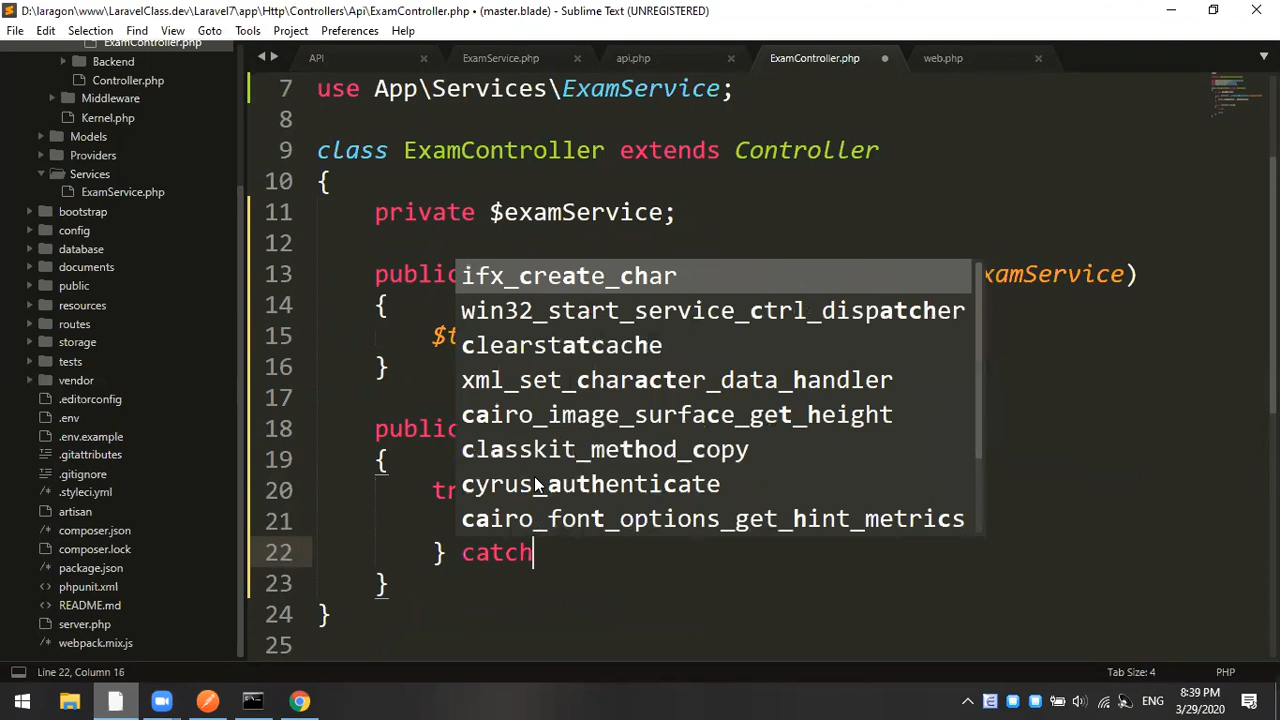 D:\laragon\www\LaravelClass.dev\Laravel7\app\Http\Controllers\Api\ExamController.php • (master.blade) - Sublime Text (UNREGISTERED)
File Edit Selection Find View Goto Tools Project Preferences Help
ExamController.php
Backend
Controller.php
Middleware
Kernel.php
Models
Providers
Services
ExamService.php
bootstrap
config
database
documents
public
resources
routes
storage
tests
vendor
.editorconfig
.env
.env.example
.gitattributes
.gitignore
.styleci.yml
artisan
composer.json
composer.lock
package.json
phpunit.xml
README.md
server.php
webpack.mix.js
API ExamService.php api.php ExamController.php web.php
7 use App\Services\ExamService;
8
9 class ExamController extends Controller
10 {
11 private $examService;
12
13 public xamService)
14 {
15 $t
16 }
17
18 public
19 {
20 tr
21
22 } catch
23 }
24 }
25
ifx_create_char
win32_start_service_ctrl_dispatcher
clearstatcache
xml_set_character_data_handler
cairo_image_surface_get_height
classkit_method_copy
cyrus_authenticate
cairo_font_options_get_hint_metrics
Line 22, Column 16 Tab Size: 4 PHP
ENG
8:39 PM
3/29/2020